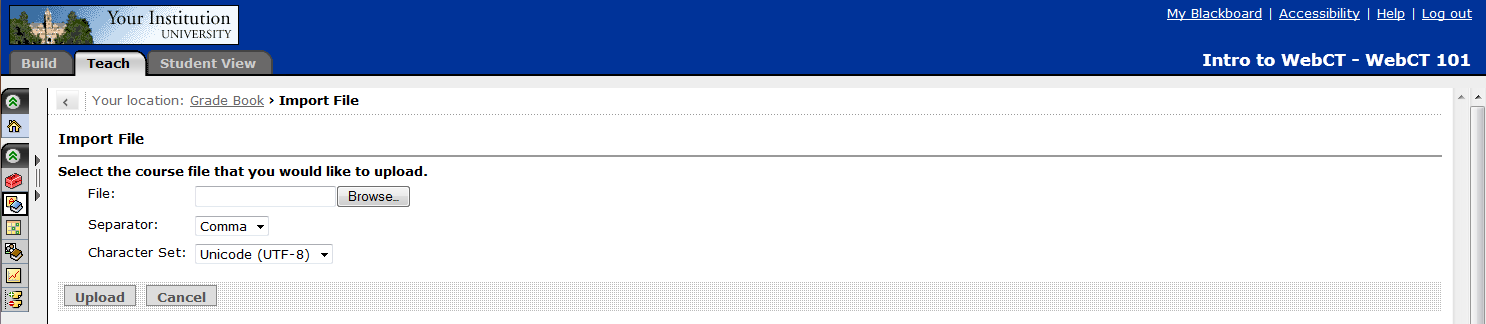 Your Institution
UNIVERSITY
My Blackboard | Accessibility | Help | Log out
Build Teach Student View
Intro to WebCT - WebCT 101
Your location: Grade Book › Import File
Import File
Select the course file that you would like to upload.
File: Browse..
Separator: Comma
Character Set: Unicode (UTF-8)
Upload Cancel